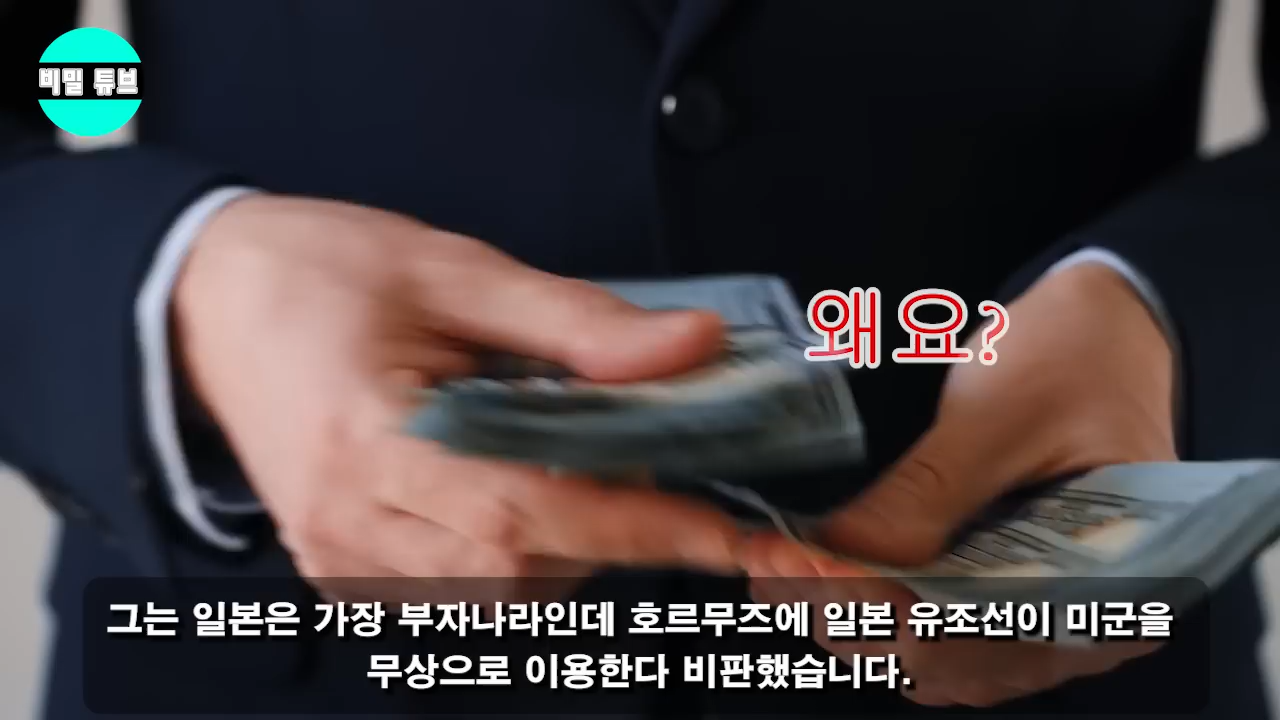 비밀 튜브
왜요?
그는 일본은 가장 부자나라인데 호르무즈에 일본 유조선이 미군을
무상으로 이용한다 비판했습니다.